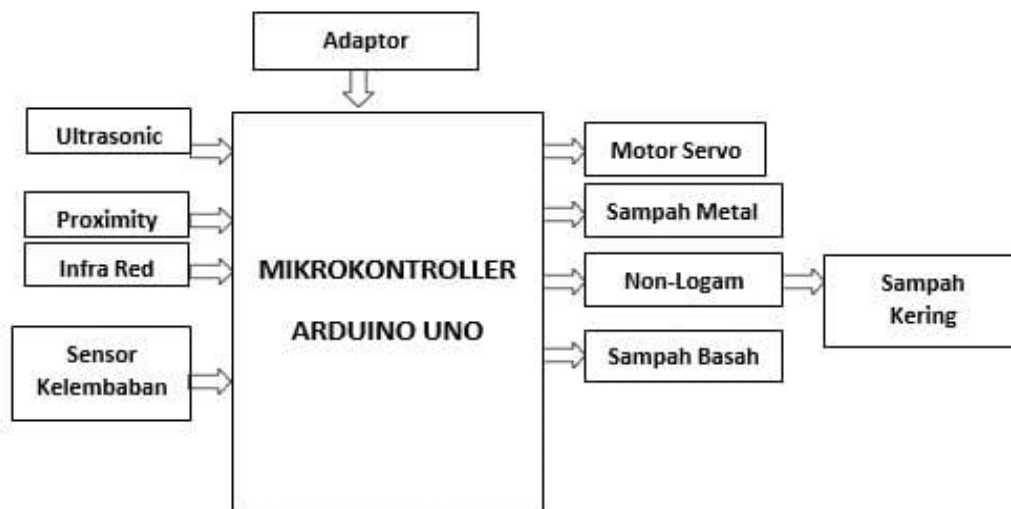 Adaptor
Ultrasonic
Proximity
Infra Red
Sensor
Kelembaban
MIKROKONTROLLER
ARDUINO UNO
Motor Servo
Sampah Metal
Non-Logam
Sampah Basah
Sampah
Kering